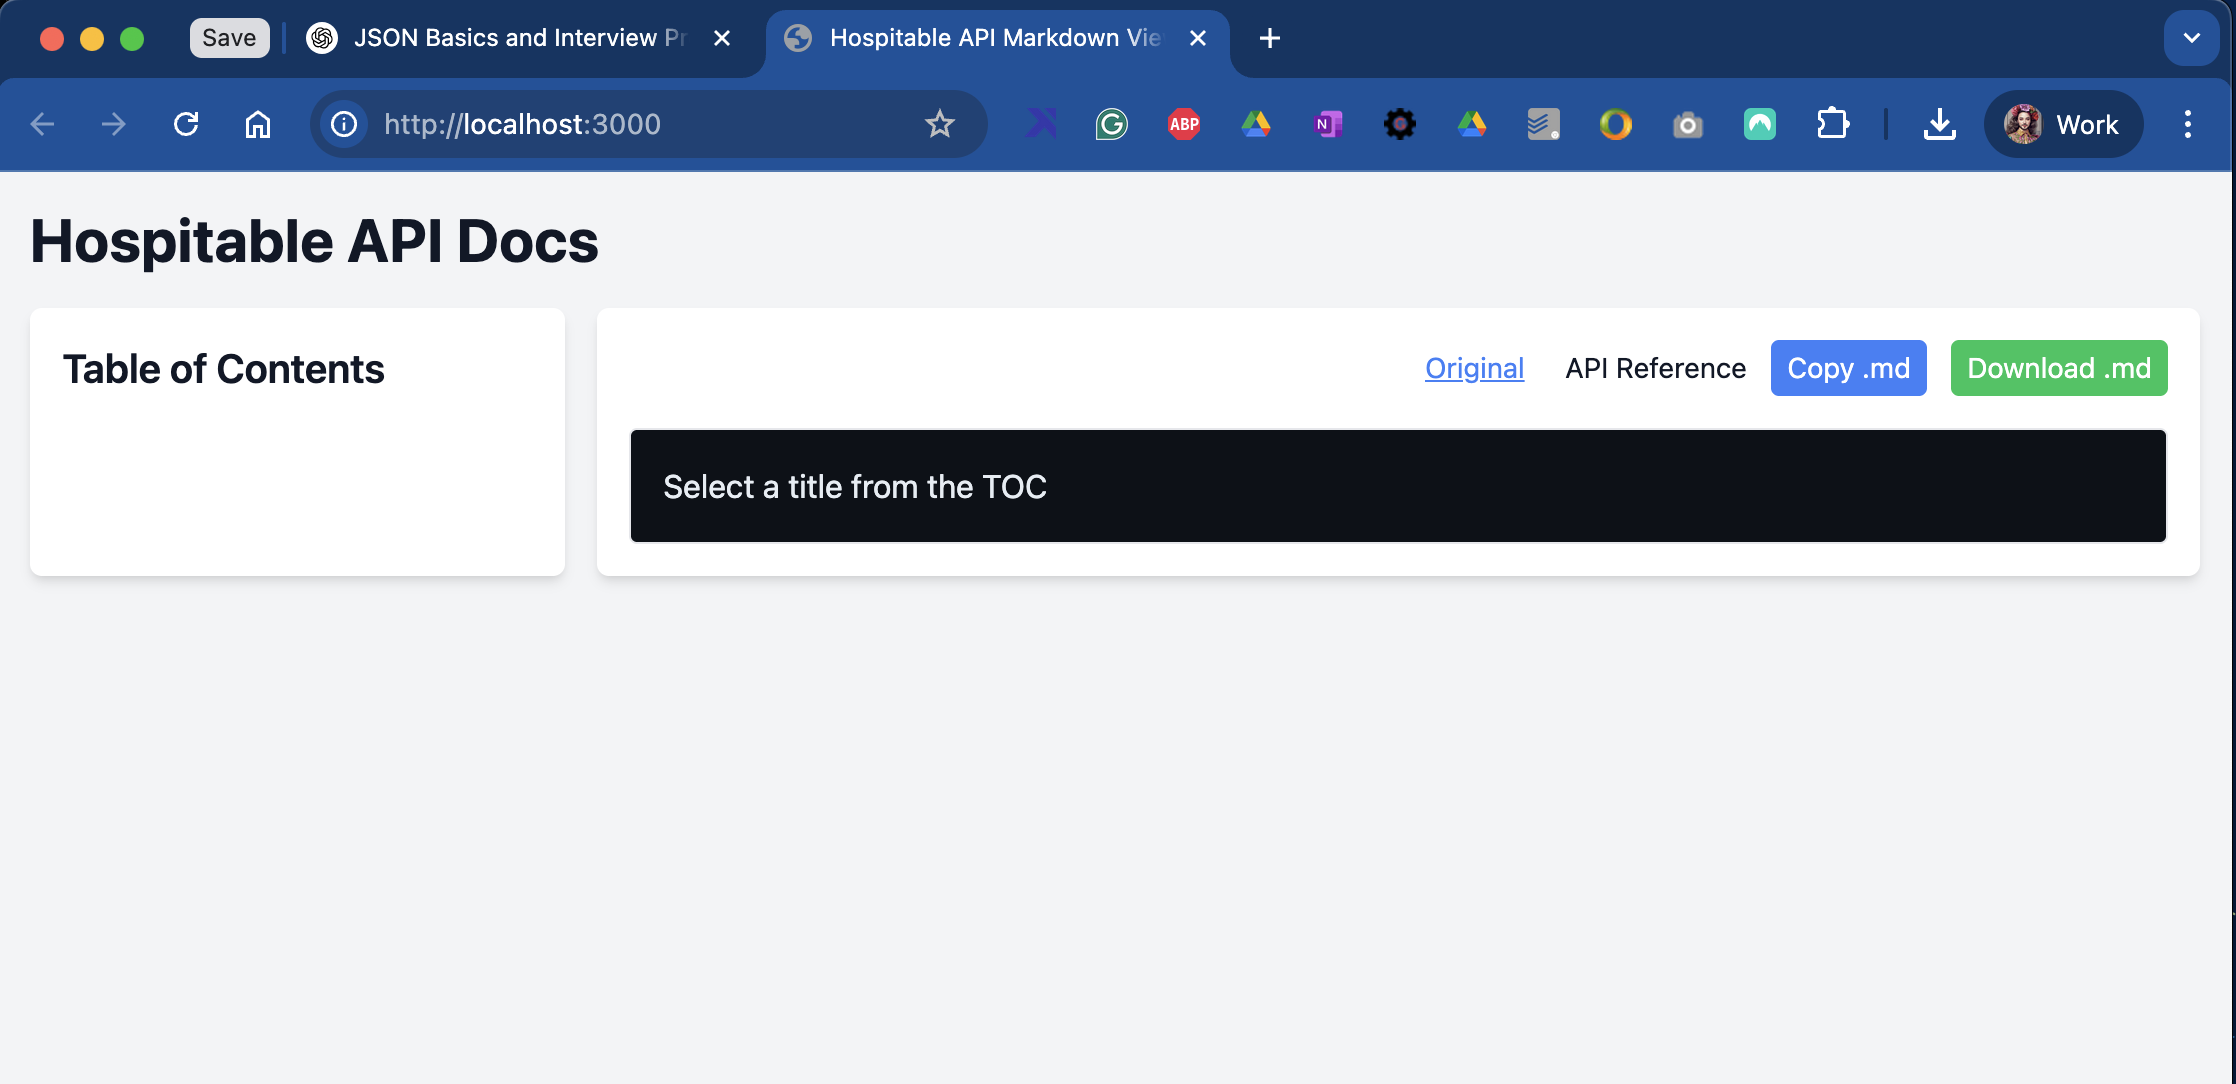 Save
JSON Basics and Interview Pr
Hospitable API Markdown Vie
http://localhost:3000
ABP
N
Work
Hospitable API Docs
Table of Contents
Original
API Reference
Copy .md
Download .md
Select a title from the TOC